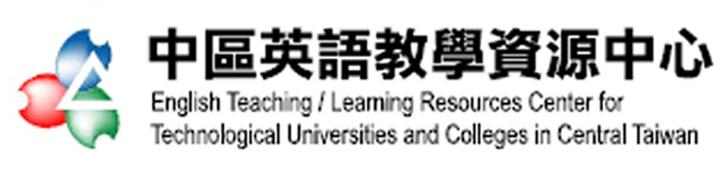 中區英語教學資源中心
English Teaching / Learning Resources Center for
Technological Universities and Colleges in Central Taiwan